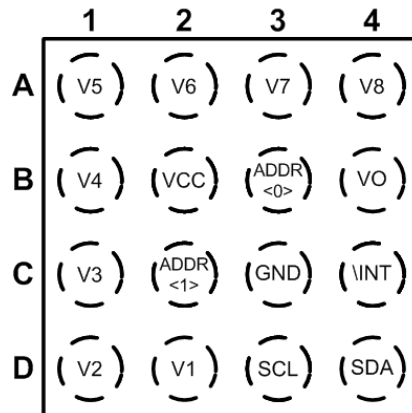 1 2 3 4
A V5 V6 V7 V8
B V4 VCC ADDR <0> VO
C V3 ADDR <1> GND \INT
D V2 V1 SCL SDA